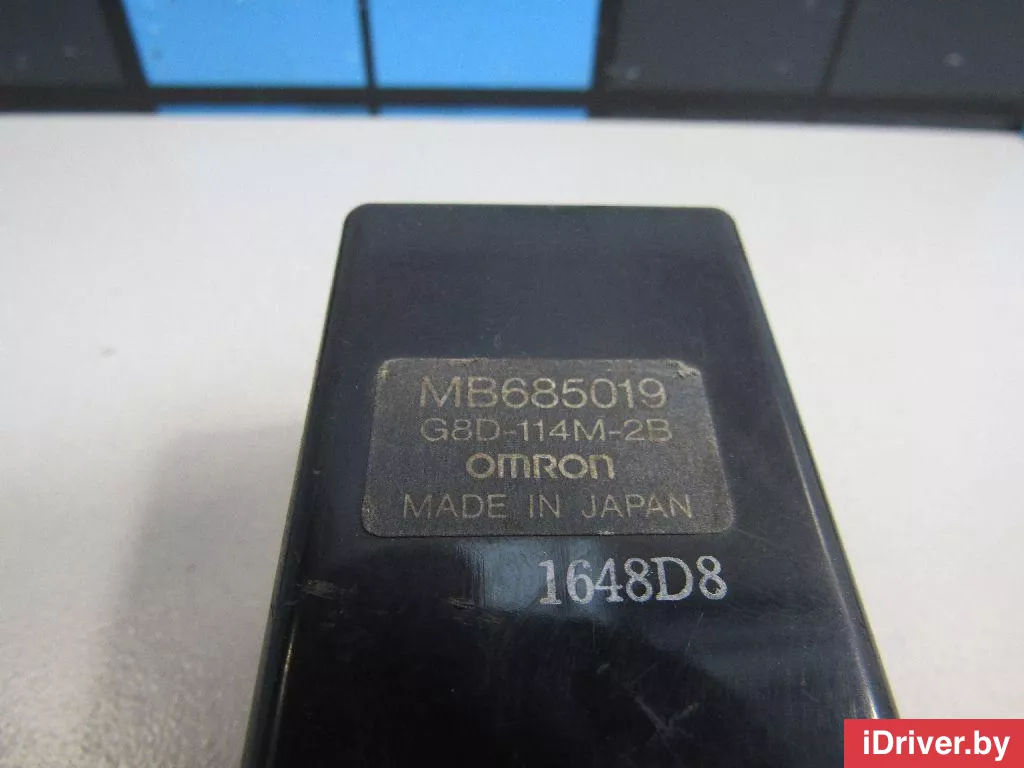 MB685019
G8D-114M-2B
OMRON
MADE IN JAPAN
1648D8
iDriver.by